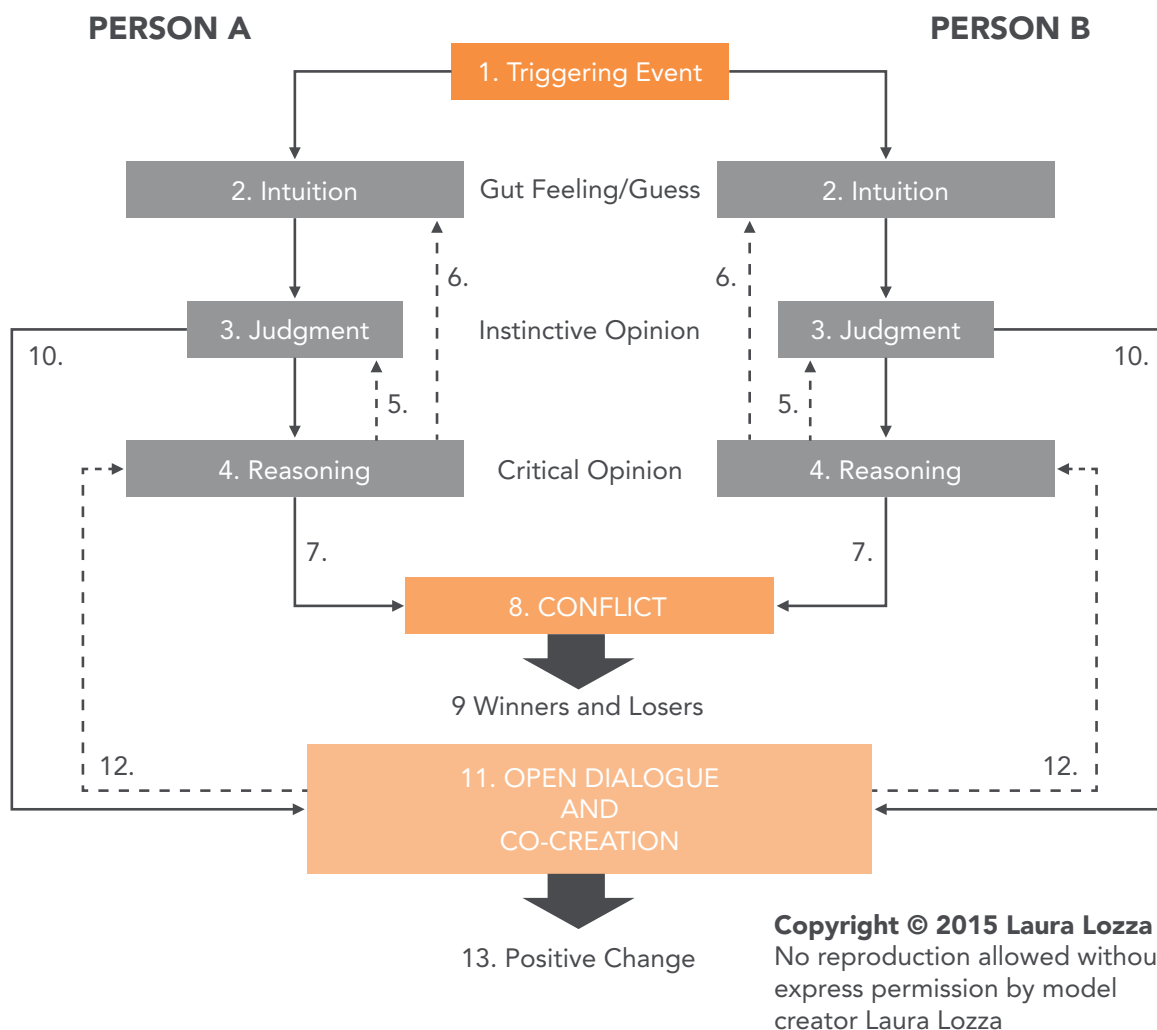 PERSON A
PERSON B
1. Triggering Event
2. Intuition
Gut Feeling/Guess
2. Intuition
6.
6.
3. Judgment
Instinctive Opinion
3. Judgment
10.
10.
5.
5.
4. Reasoning
Critical Opinion
4. Reasoning
7.
7.
8. CONFLICT
9 Winners and Losers
12.
12.
11. OPEN DIALOGUE
AND
CO-CREATION
13. Positive Change
Copyright © 2015 Laura Lozza
No reproduction allowed withou
express permission by model
creator Laura Lozza